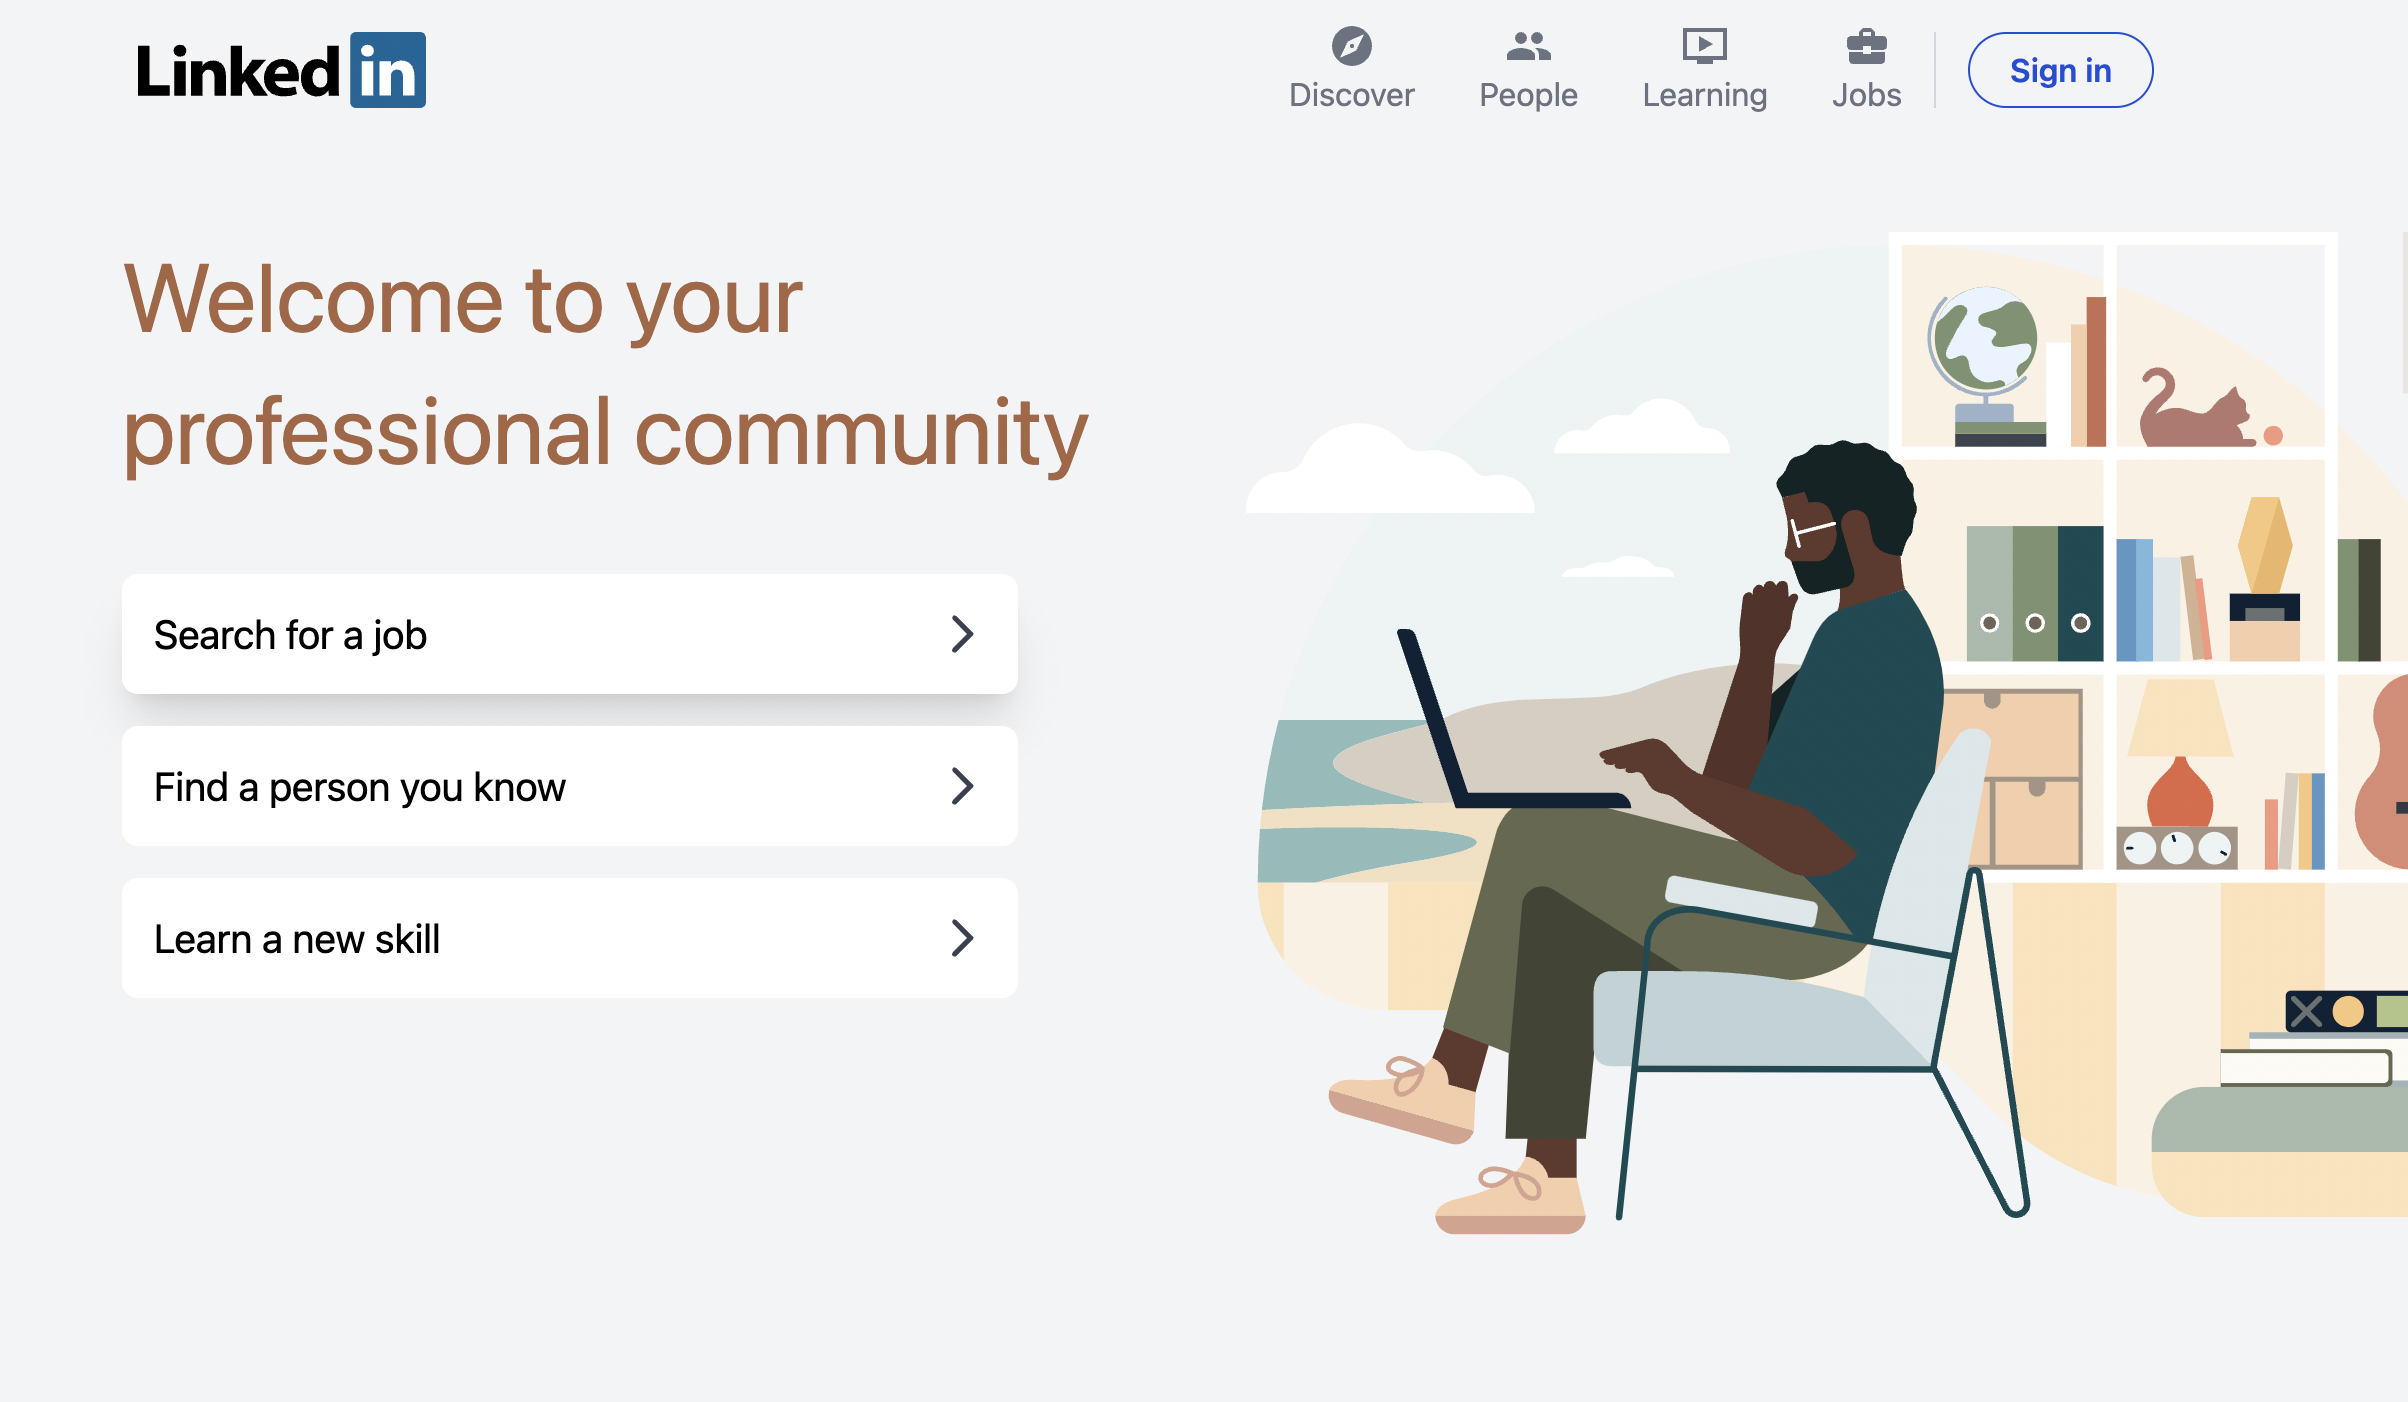 Linked in
Discover
People
Learning
Jobs
Sign in
Welcome to your
professional community
Search for a job
Find a person you know
Learn a new skill